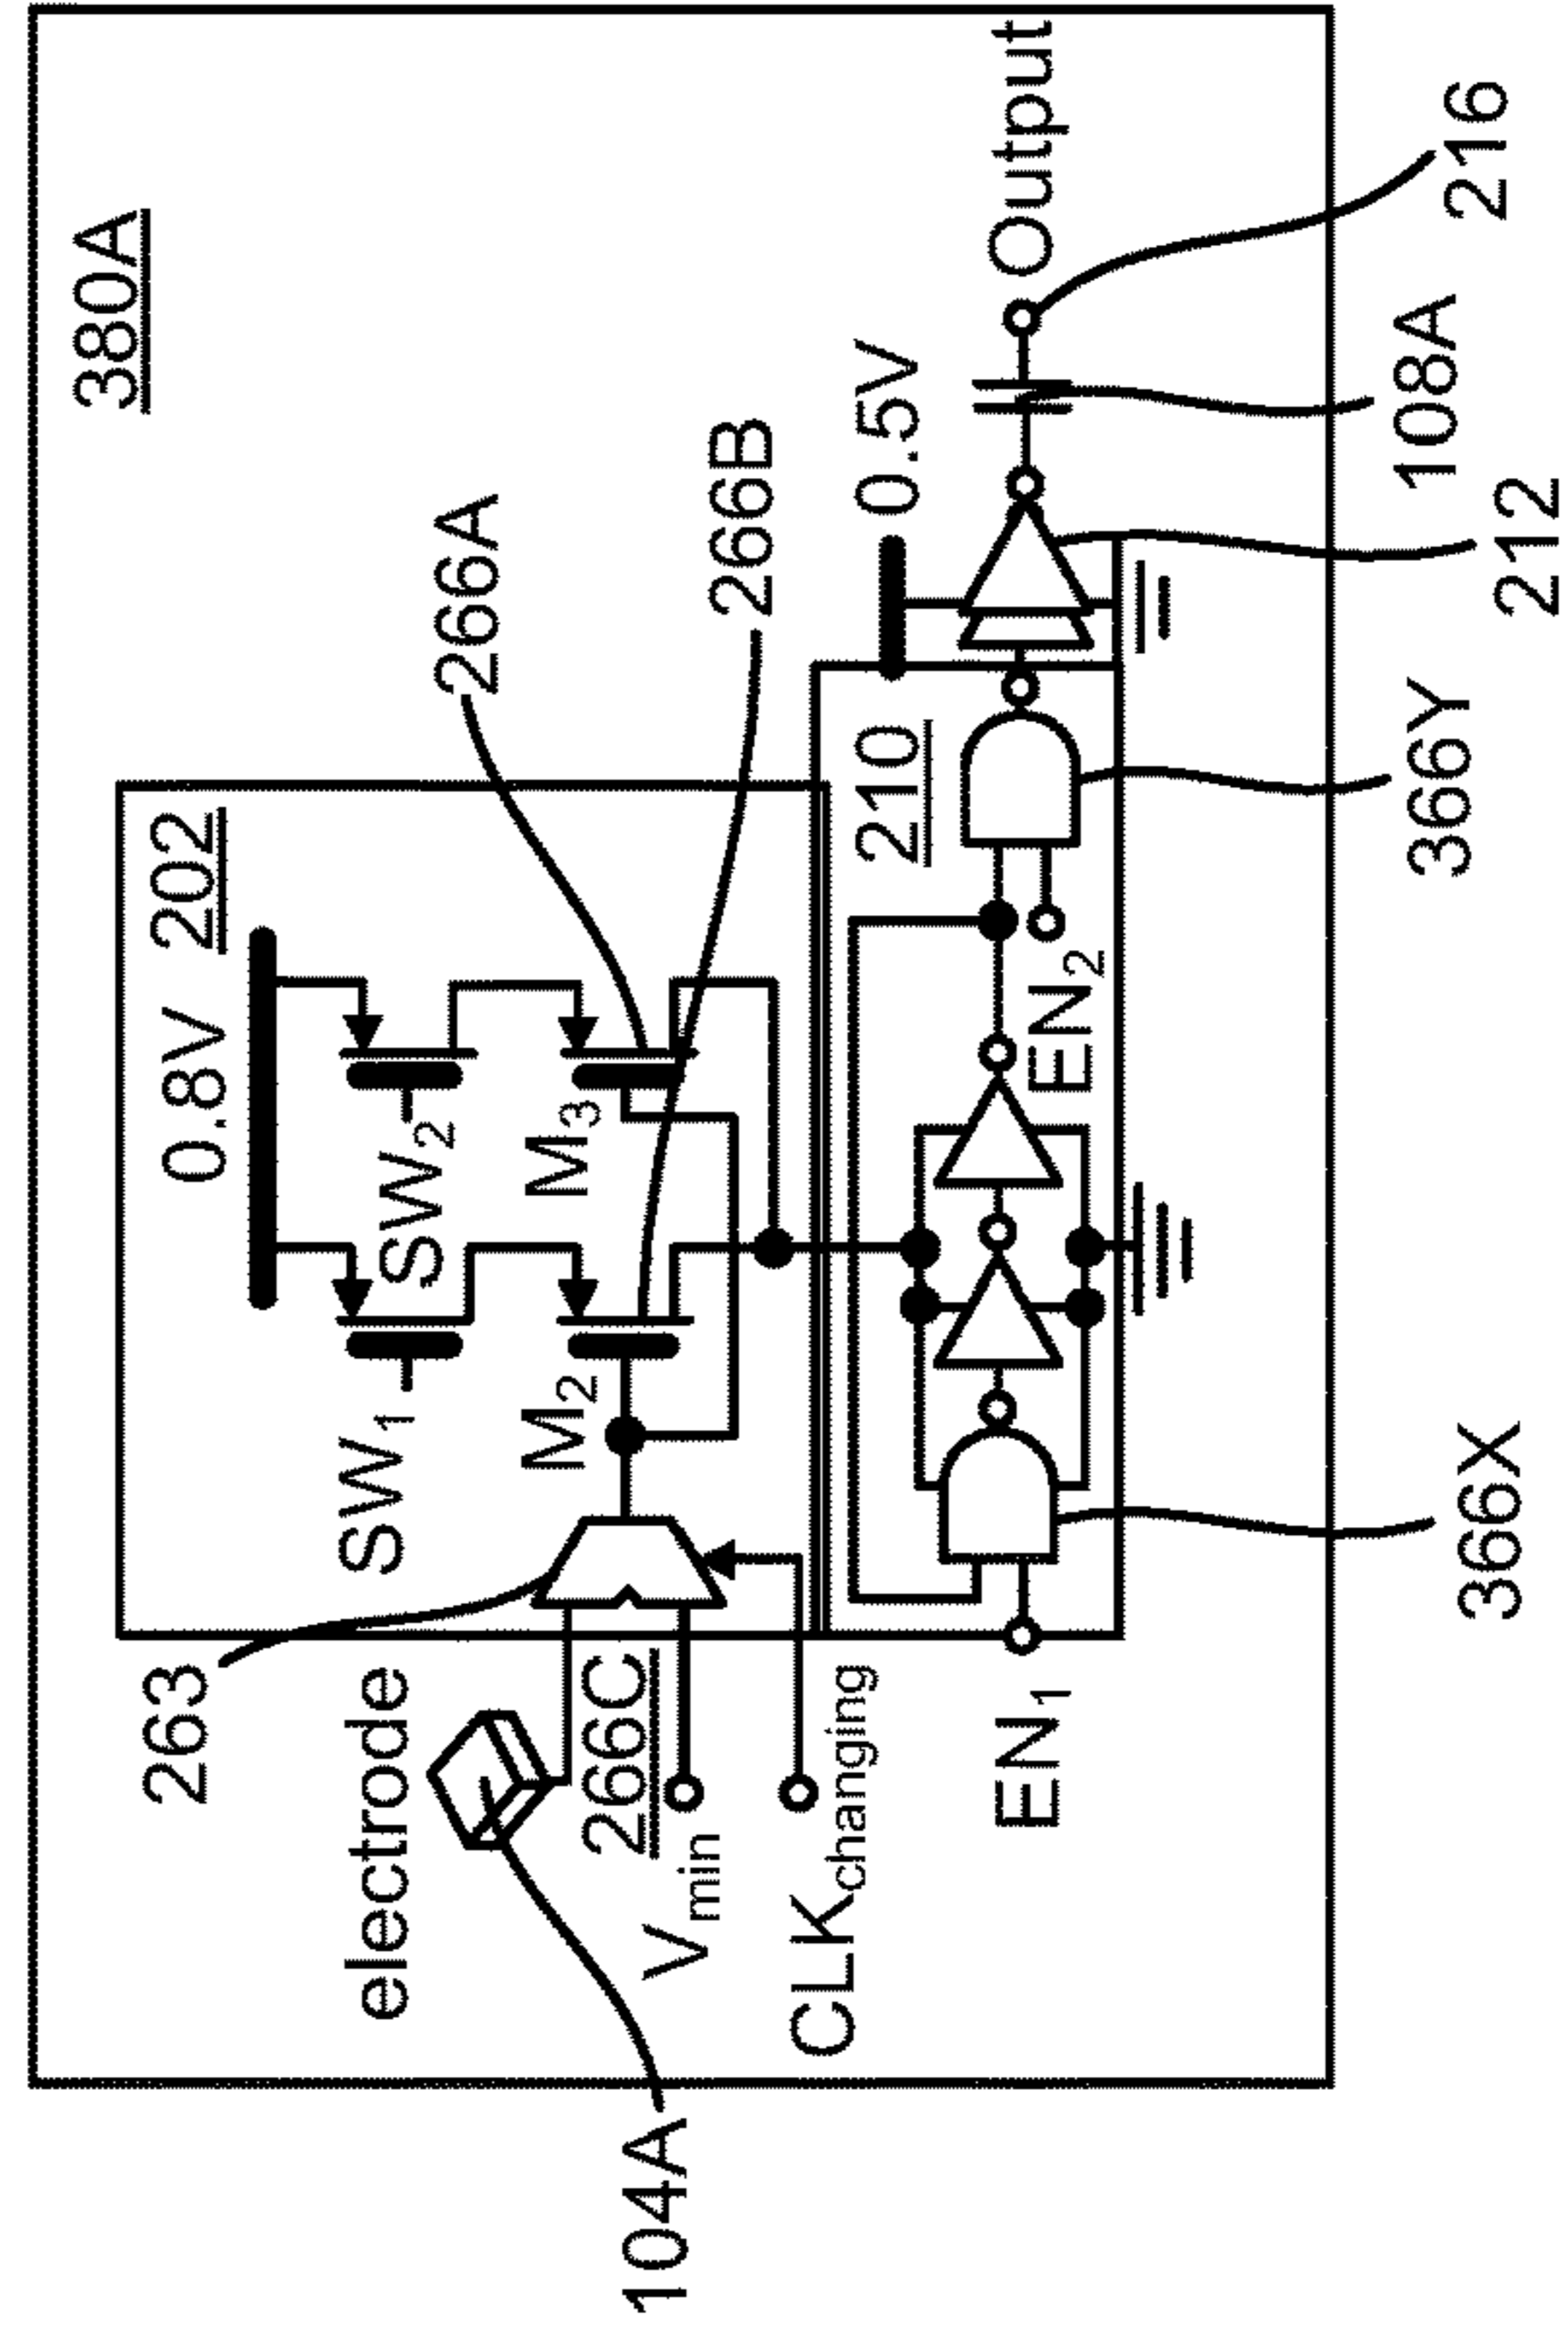 380A
202
0.8V
263
SW1
SW2
266A
electrode
M2
M3
266B
266C
104A
Vmin
CLKchanging
210
0.5V
EN1
EN2
Output
366X
366Y
212
108A
216